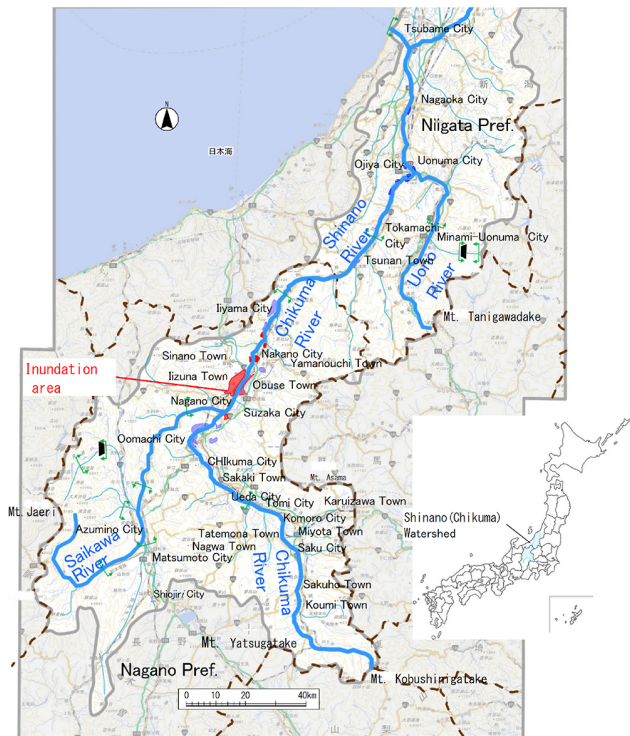 Tsubame City
Nagaoka City
Niigata Pref.
N
日本海
Ojiya City
Uonuma City
Shinano
River
Tokamachi
City
Minami Uonuma City
Tsunan Town
Uono
River
Iiyama City
Chikuma
River
Mt. Tanigawadake
Sinano Town
Nakano City
Yamanouchi Town
Inundation
area
Iizuna Town
Obuse Town
Nagano City
Suzaka City
Oomachi City
CHIkuma City
Sakaki Town
Mt. Asama
Ueda City
Tomi City
Karuizawa Town
Mt. Jaeri
Komoro City
Shinano(Chikuma)
Watershed
Azumino City
Tatemona Town
Miyota Town
Nagwa Town
Saku City
Saikawa
River
Matsumoto City
Chikuma
River
Shiojiri City
Sakuho Town
Koumi Town
長
野
Mt. Yatsugatake
Nagano Pref.
Mt. Kobushirigatake
0 10 20 40km